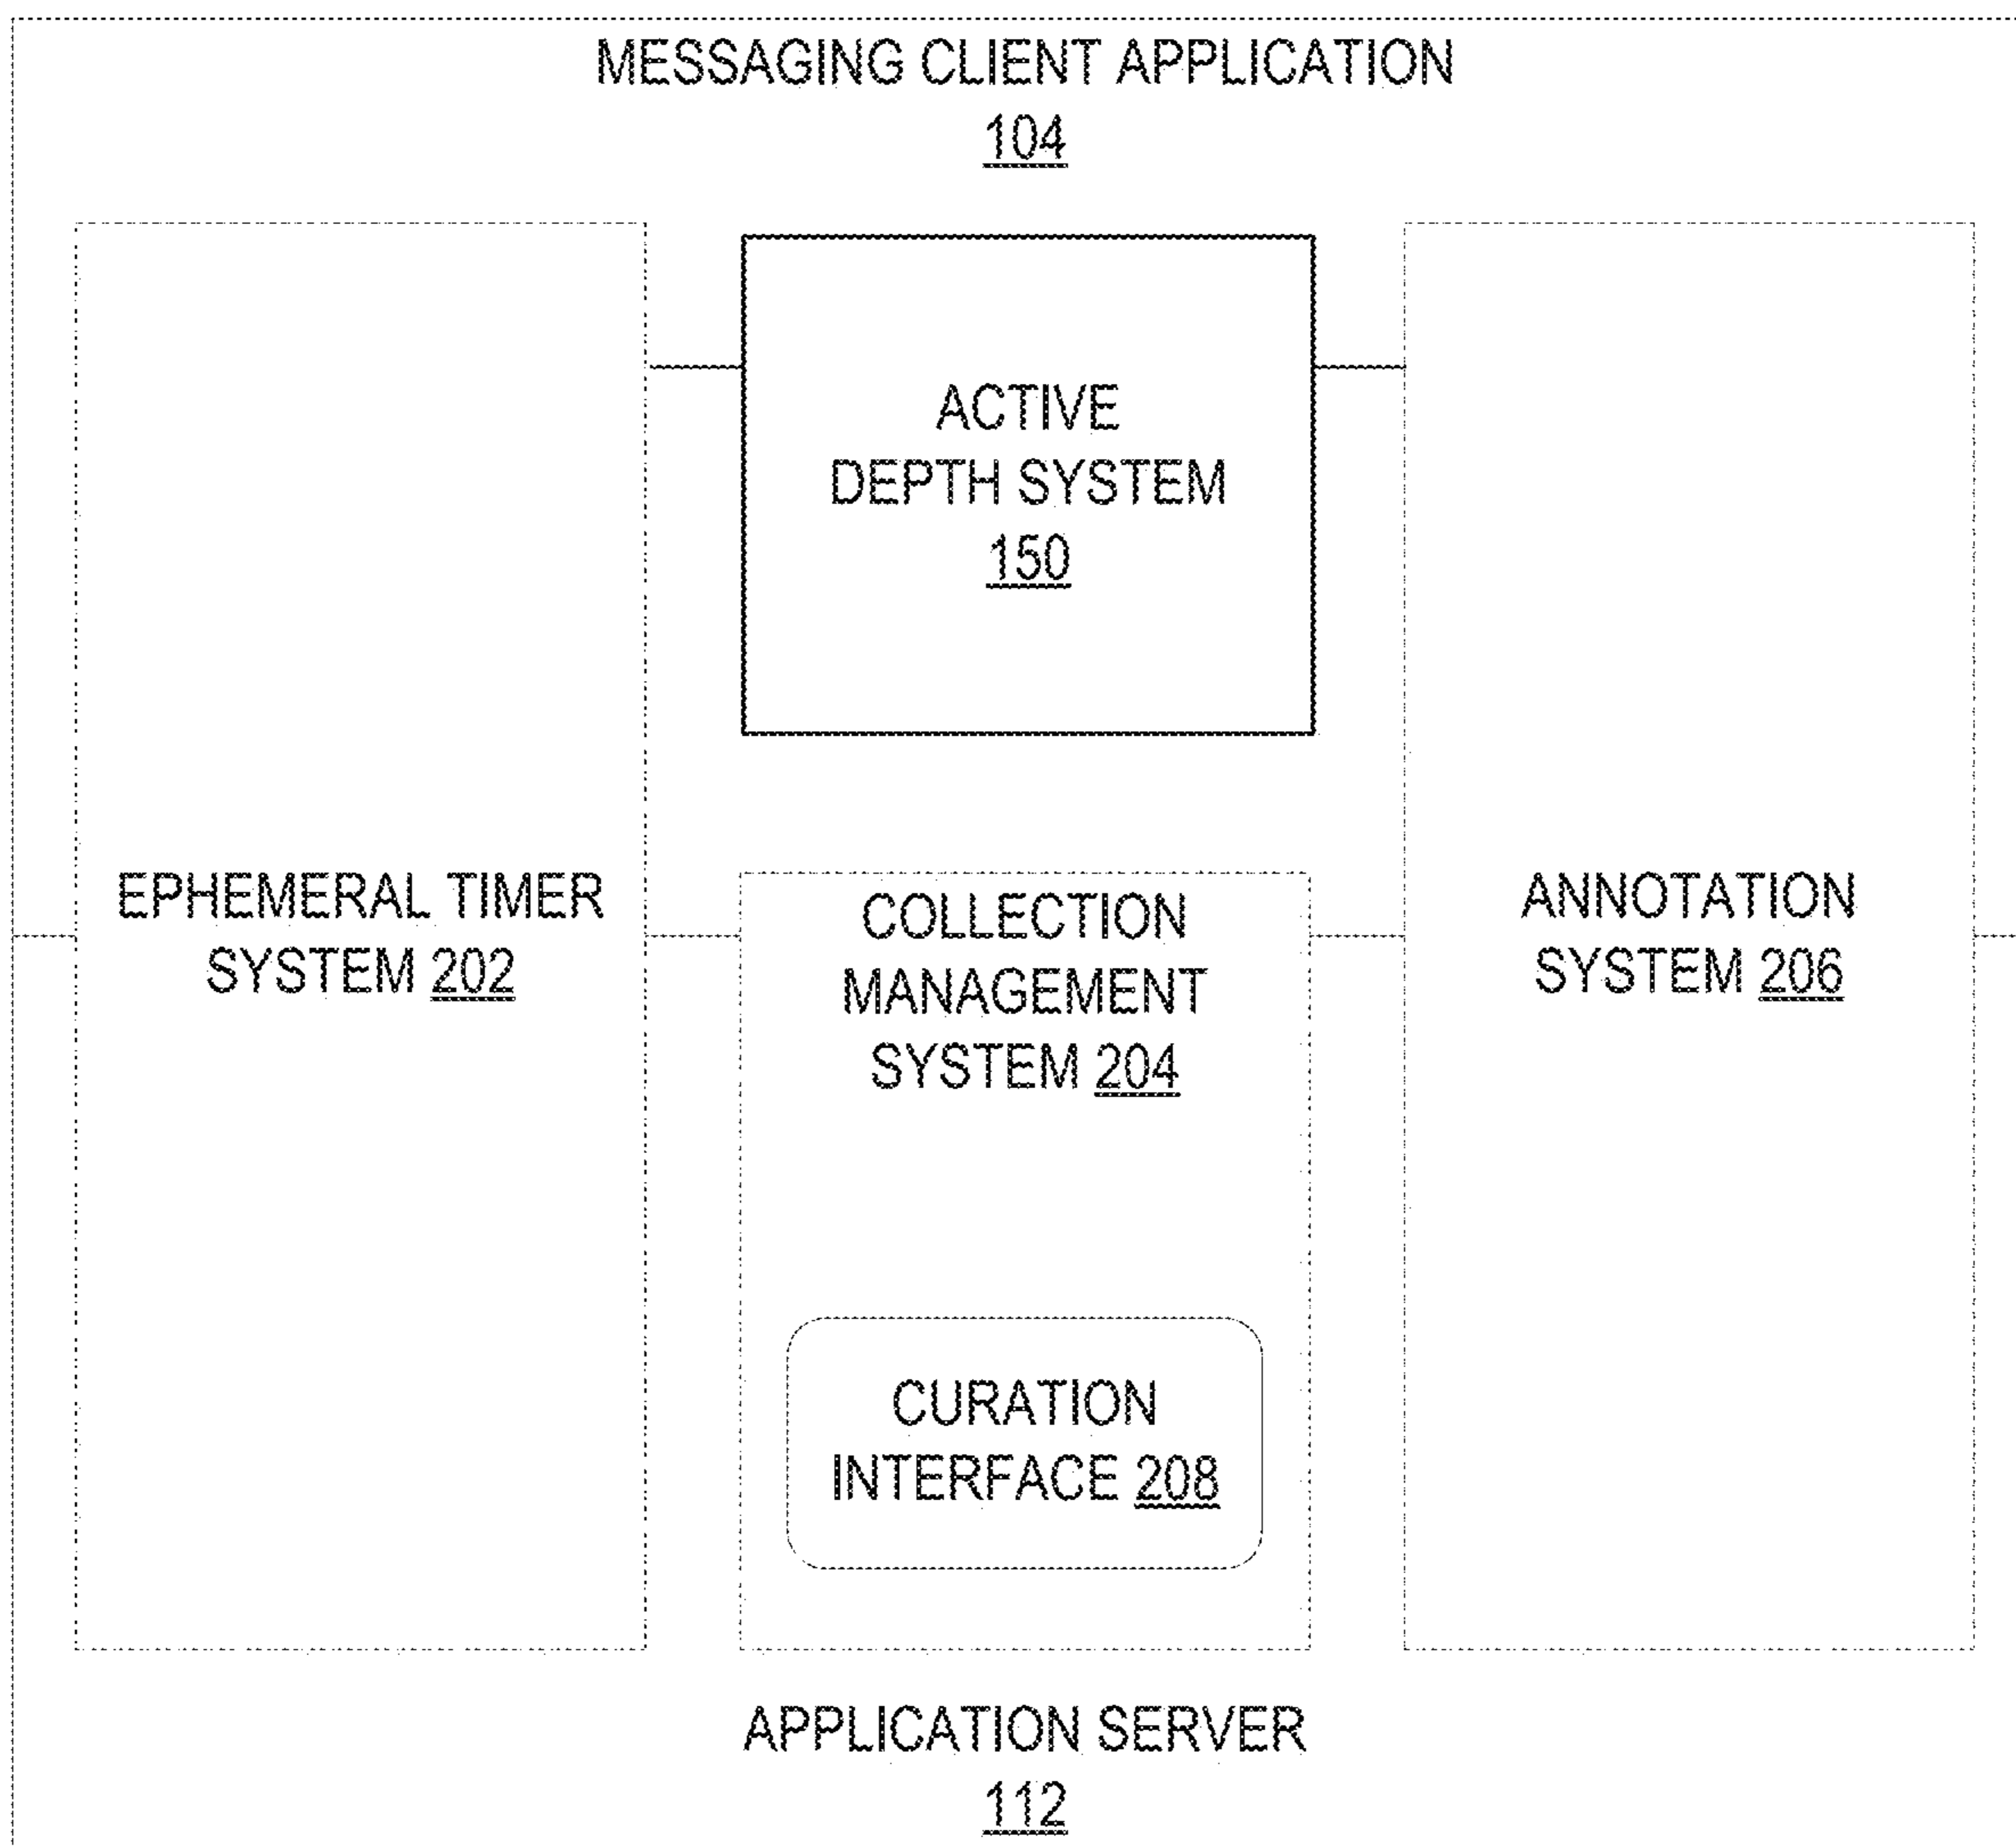 MESSAGING CLIENT APPLICATION
104
ACTIVE
DEPTH SYSTEM
150
EPHEMERAL TIMER
SYSTEM 202
COLLECTION
MANAGEMENT
SYSTEM 204
ANNOTATION
SYSTEM 206
CURATION
INTERFACE 208
APPLICATION SERVER
112